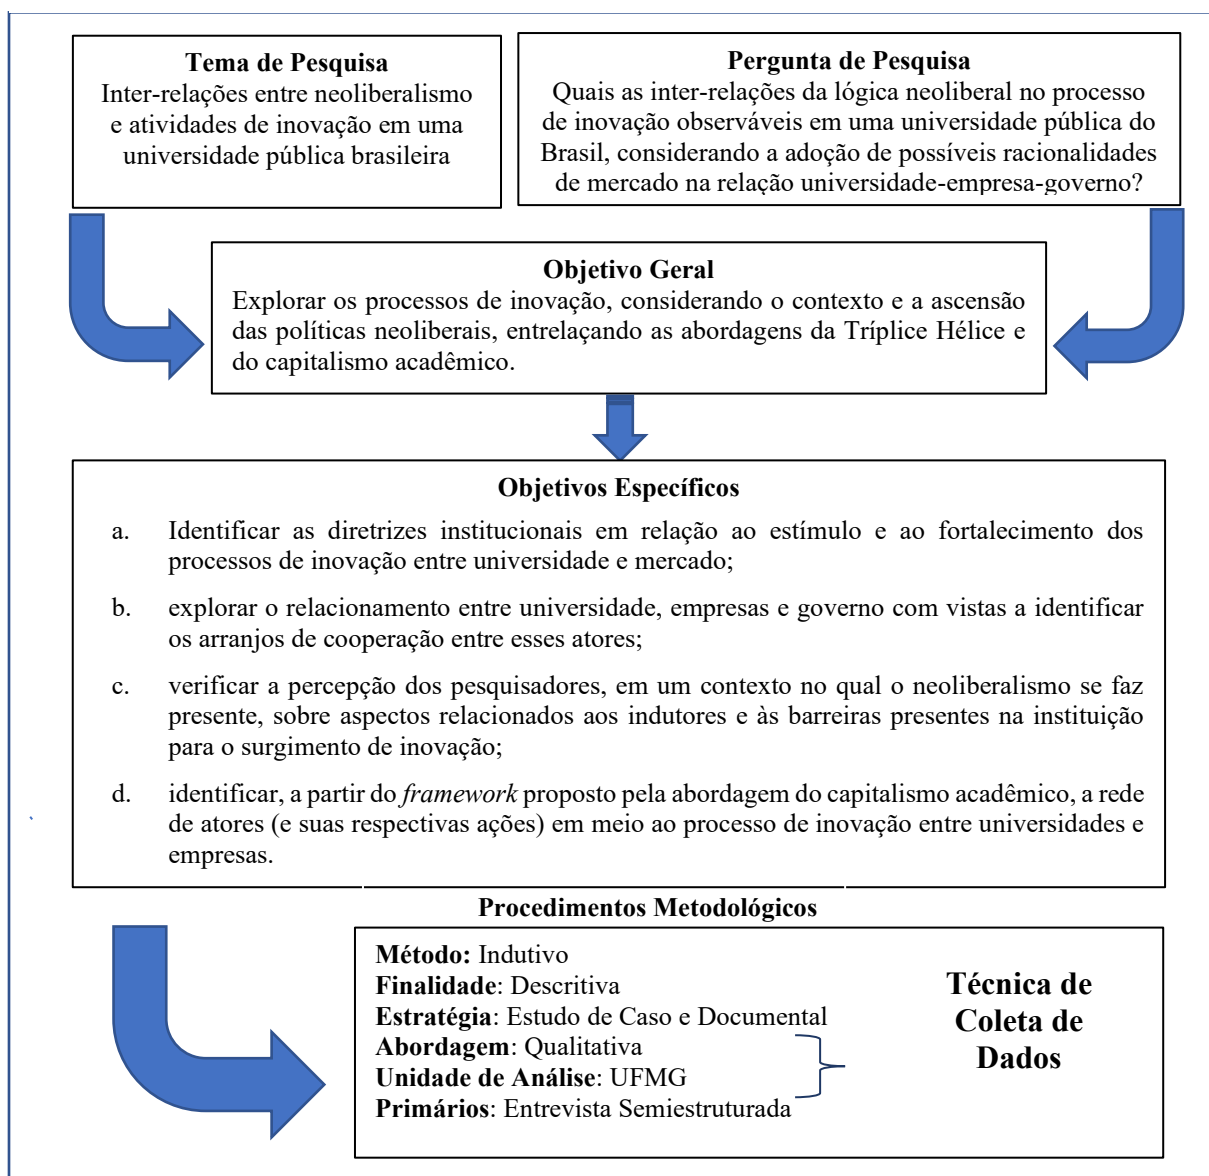 Tema de Pesquisa
Inter-relações entre neoliberalismo
e atividades de inovação em uma
universidade pública brasileira
Pergunta de Pesquisa
Quais as inter-relações da lógica neoliberal no processo
de inovação observáveis em uma universidade pública do
Brasil, considerando a adoção de possíveis racionalidades
de mercado na relação universidade-empresa-governo?
Objetivo Geral
Explorar os processos de inovação, considerando o contexto e a ascensão
das políticas neoliberais, entrelaçando as abordagens da Tríplice Hélice e
do capitalismo acadêmico.
Objetivos Específicos
a. Identificar as diretrizes institucionais em relação ao estímulo e ao fortalecimento dos
processos de inovação entre universidade e mercado;
b. explorar o relacionamento entre universidade, empresas e governo com vistas a identificar
os arranjos de cooperação entre esses atores;
c. verificar a percepção dos pesquisadores, em um contexto no qual o neoliberalismo se faz
presente, sobre aspectos relacionados aos indutores e às barreiras presentes na instituição
para o surgimento de inovação;
d. identificar, a partir do framework proposto pela abordagem do capitalismo acadêmico, a rede
de atores (e suas respectivas ações) em meio ao processo de inovação entre universidades e
empresas.
Procedimentos Metodológicos
Método: Indutivo
Finalidade: Descritiva
Estratégia: Estudo de Caso e Documental
Abordagem: Qualitativa
Unidade de Análise: UFMG
Primários: Entrevista Semiestruturada
Técnica de
Coleta de
Dados